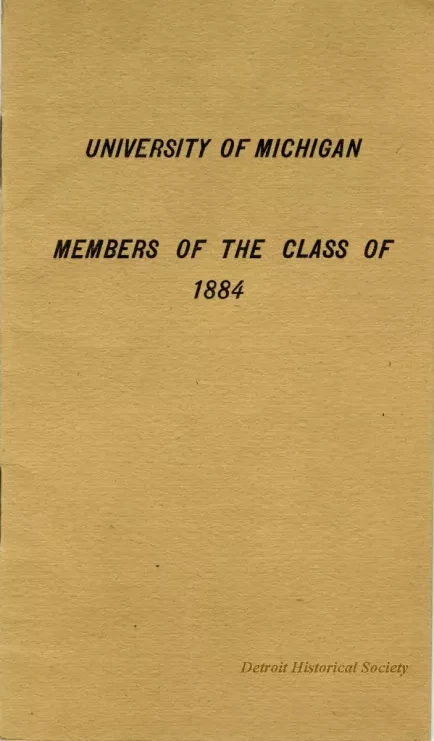 UNIVERSITY OF MICHIGAN
MEMBERS OF THE CLASS OF
1884
Detroit Historical Society